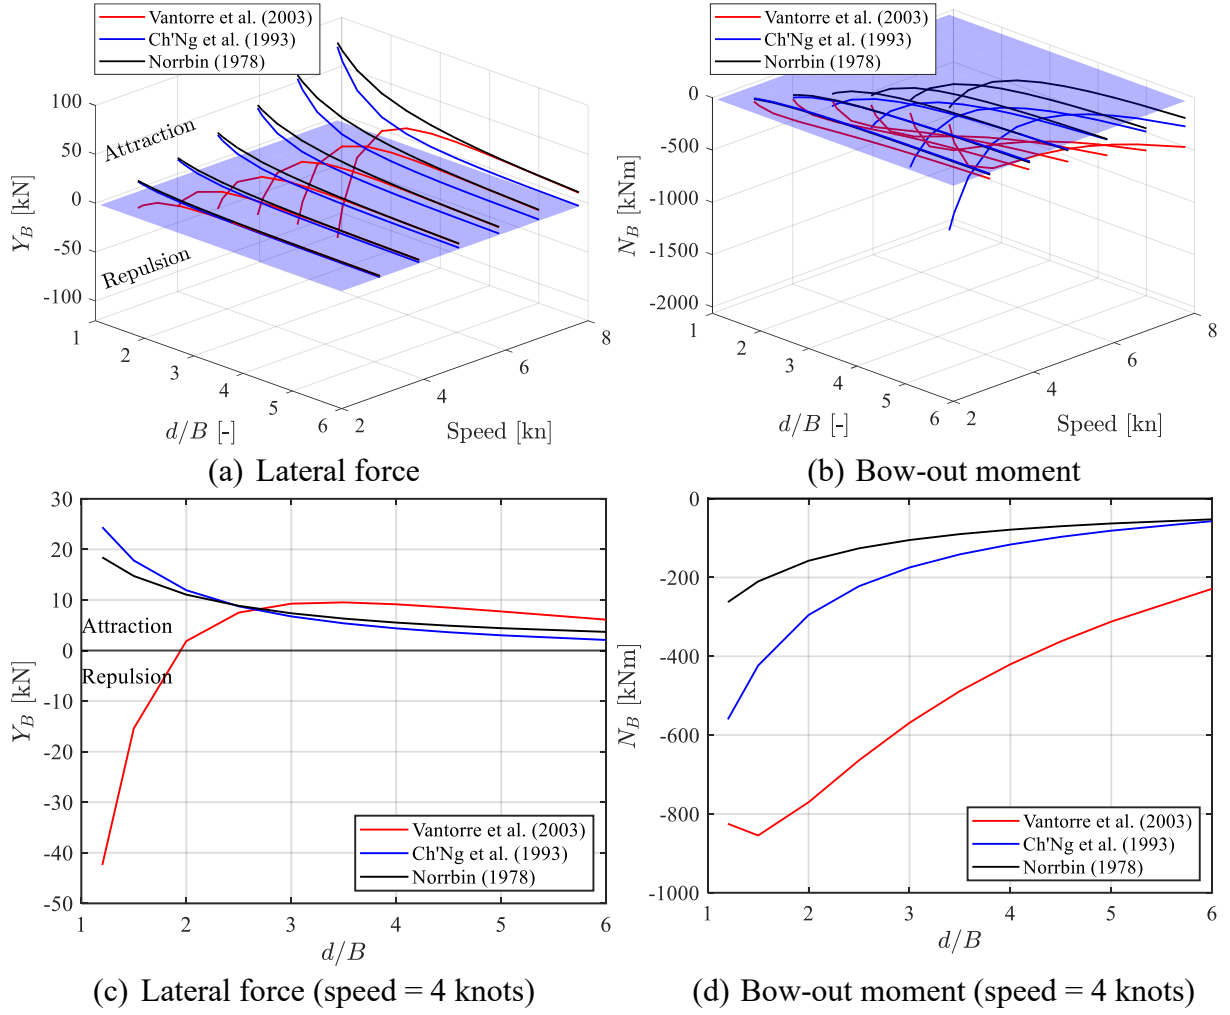 Vantorre et al. (2003)
Ch'Ng et al. (1993)
Norrbin (1978)
100
50
0
-50
-100
Y_B [kN]
Attraction
Repulsion
1
2
3
4
5
6
d/B [-]
2
4
6
8
Speed [kn]
(a) Lateral force
Vantorre et al. (2003)
Ch'Ng et al. (1993)
Norrbin (1978)
0
-500
-1000
-1500
-2000
N_B [kNm]
1
2
3
4
5
6
d/B [-]
2
4
6
8
Speed [kn]
(b) Bow-out moment
30
20
10
0
-10
-20
-30
-40
-50
Y_B [kN]
Attraction
Repulsion
Vantorre et al. (2003)
Ch'Ng et al. (1993)
Norrbin (1978)
1 2 3 4 5 6
d/B
(c) Lateral force (speed = 4 knots)
0
-200
-400
-600
-800
-1000
N_B [kNm]
Vantorre et al. (2003)
Ch'Ng et al. (1993)
Norrbin (1978)
1 2 3 4 5 6
d/B
(d) Bow-out moment (speed = 4 knots)